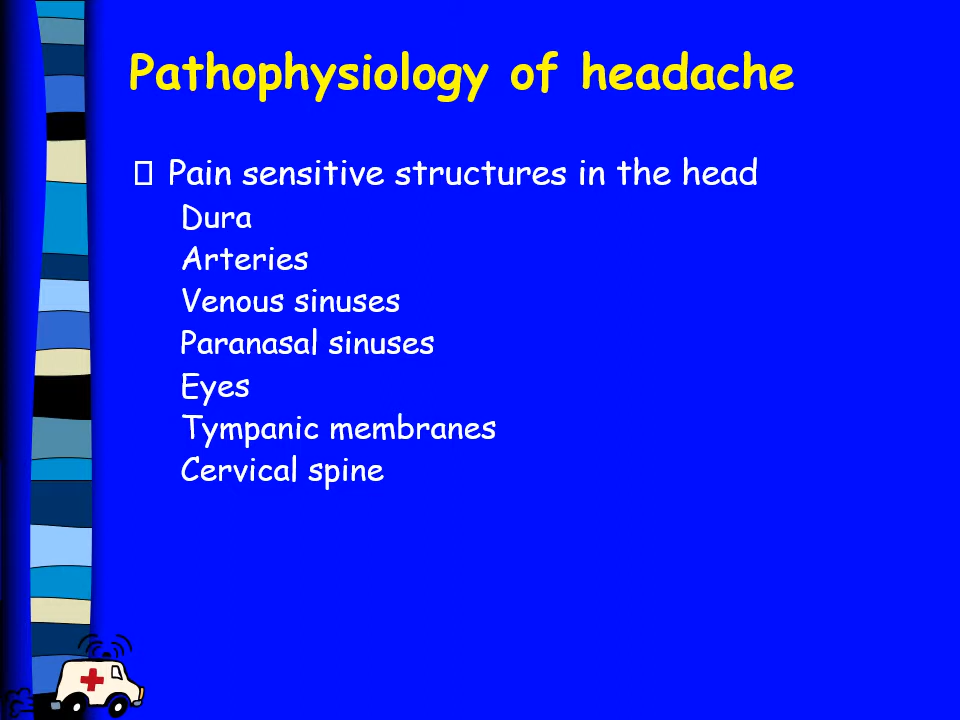 Pathophysiology of headache
Pain sensitive structures in the head
Dura
Arteries
Venous sinuses
Paranasal sinuses
Eyes
Tympanic membranes
Cervical spine